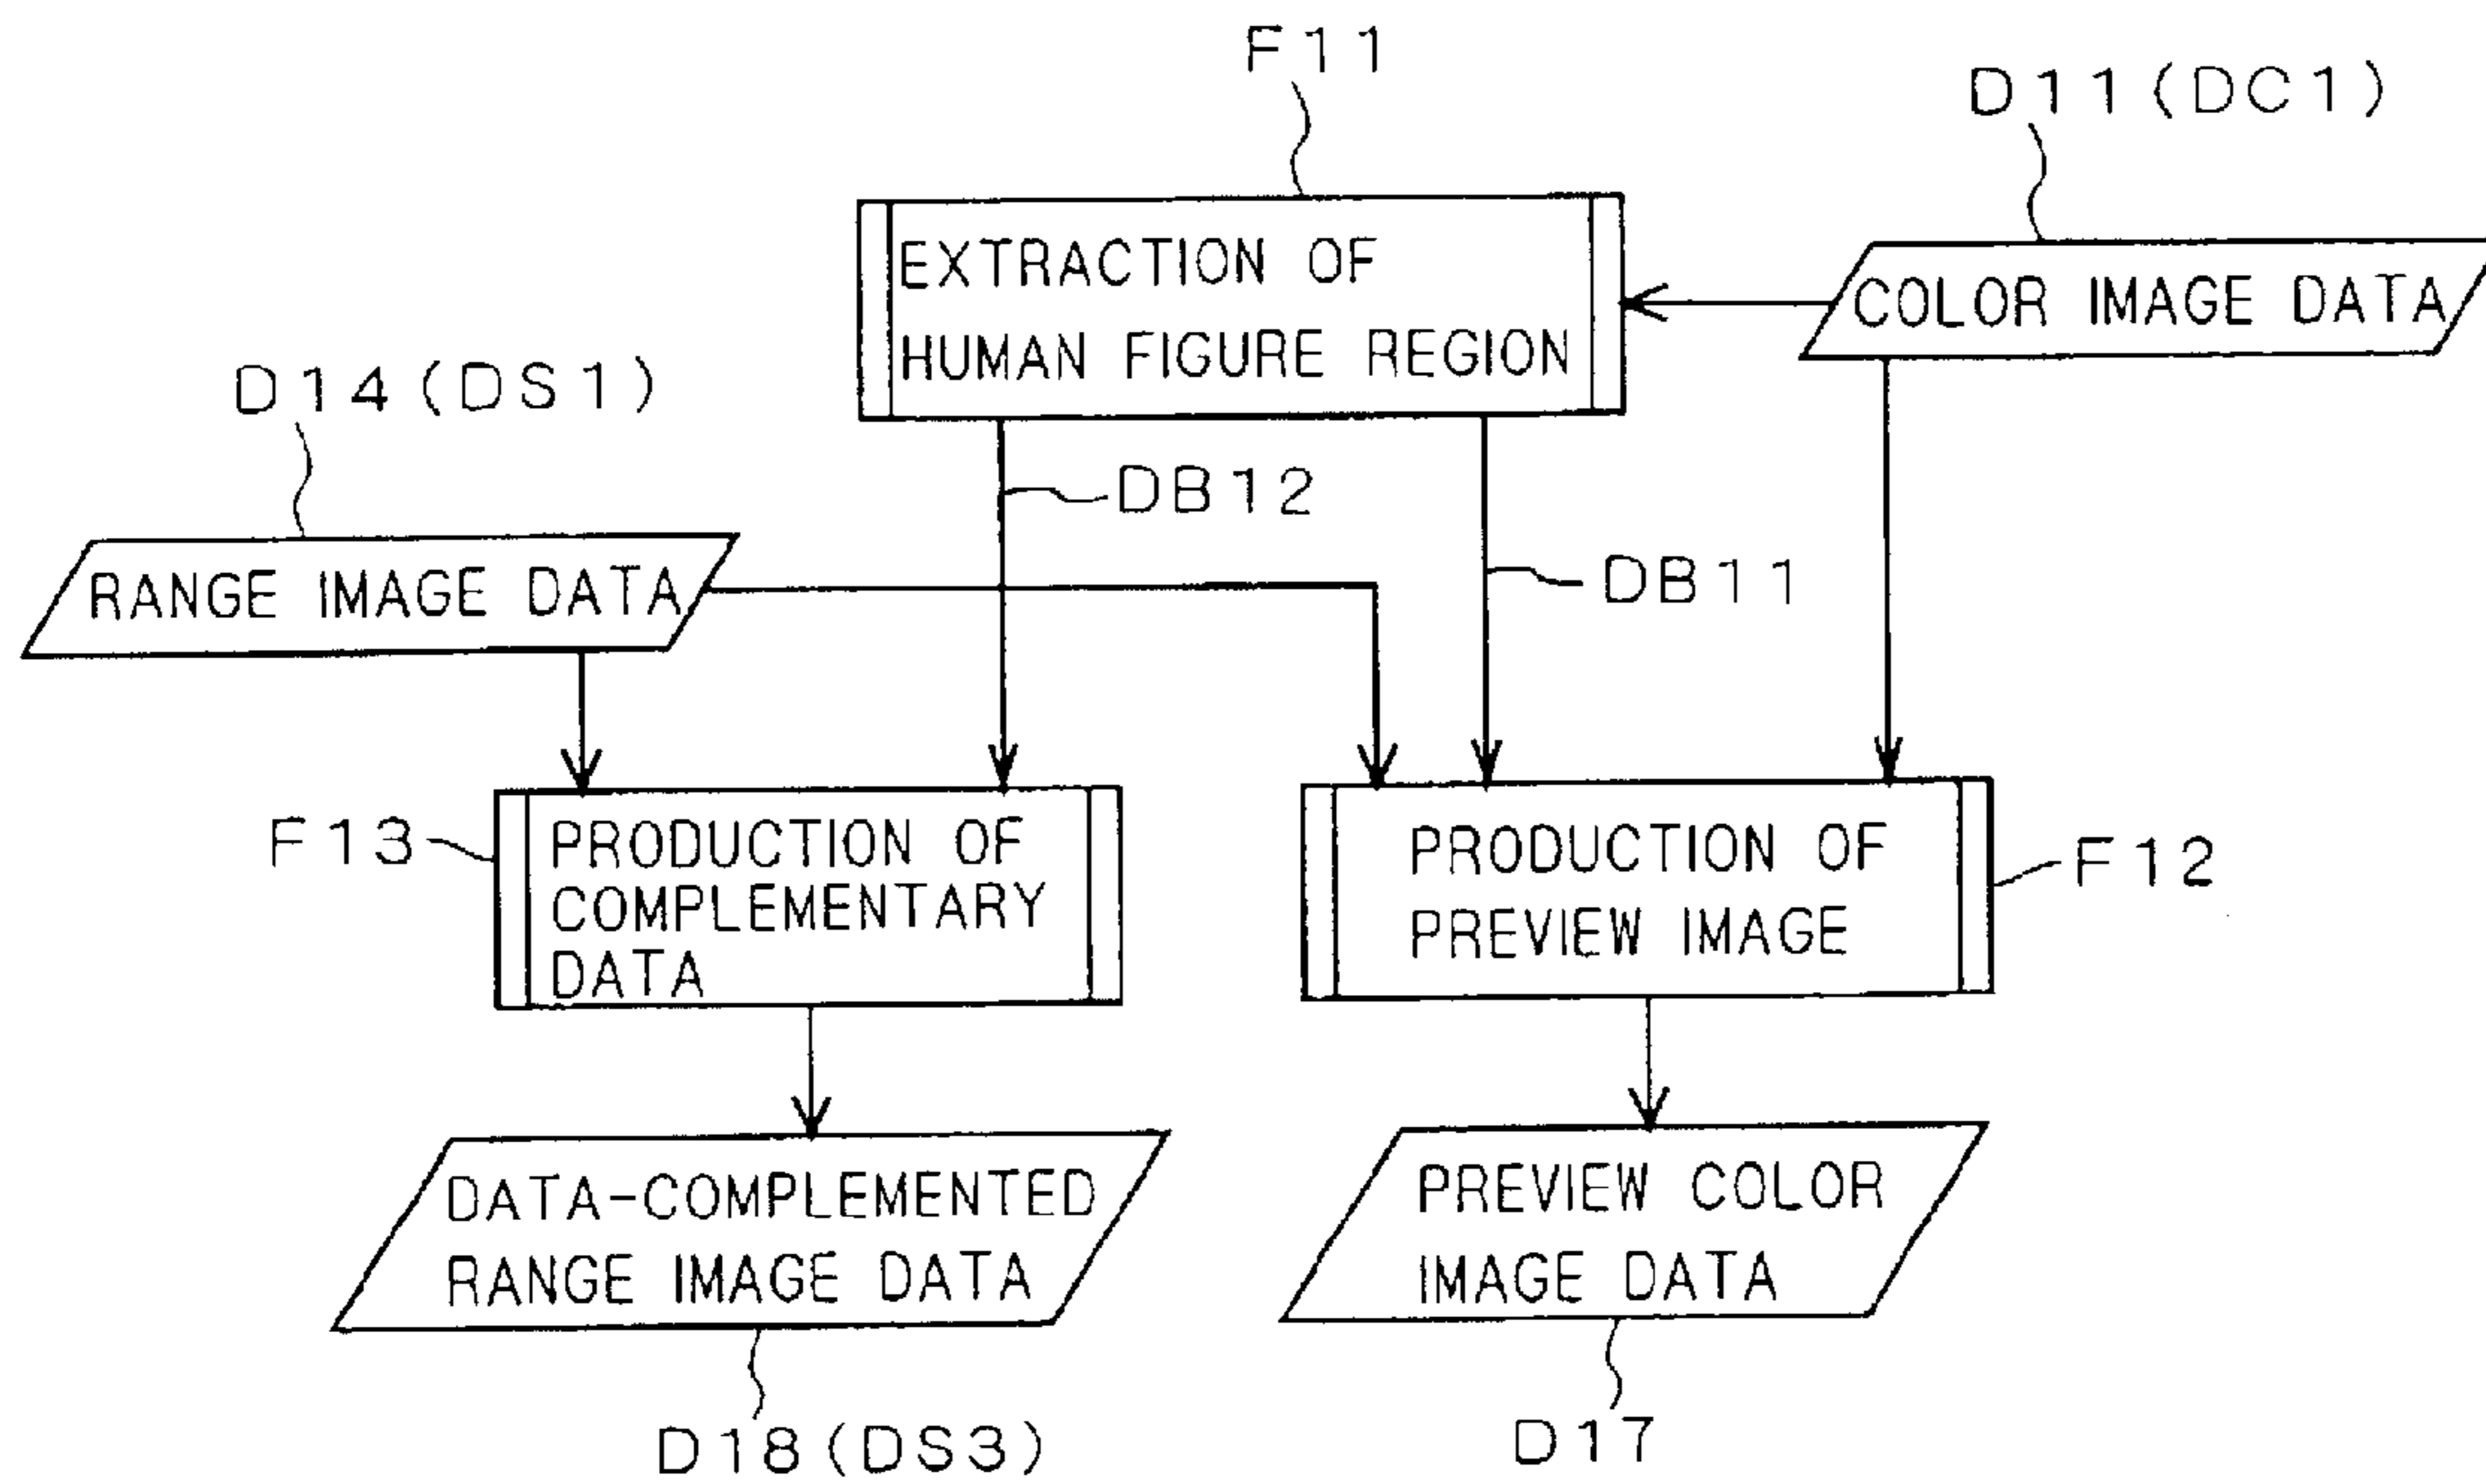 F11
D11(DC1)
EXTRACTION OF
HUMAN FIGURE REGION
COLOR IMAGE DATA
D14(DS1)
DB12
RANGE IMAGE DATA
DB11
F13
PRODUCTION OF
COMPLEMENTARY
DATA
PRODUCTION OF
PREVIEW IMAGE
F12
DATA-COMPLEMENTED
RANGE IMAGE DATA
PREVIEW COLOR
IMAGE DATA
D18(DS3)
D17